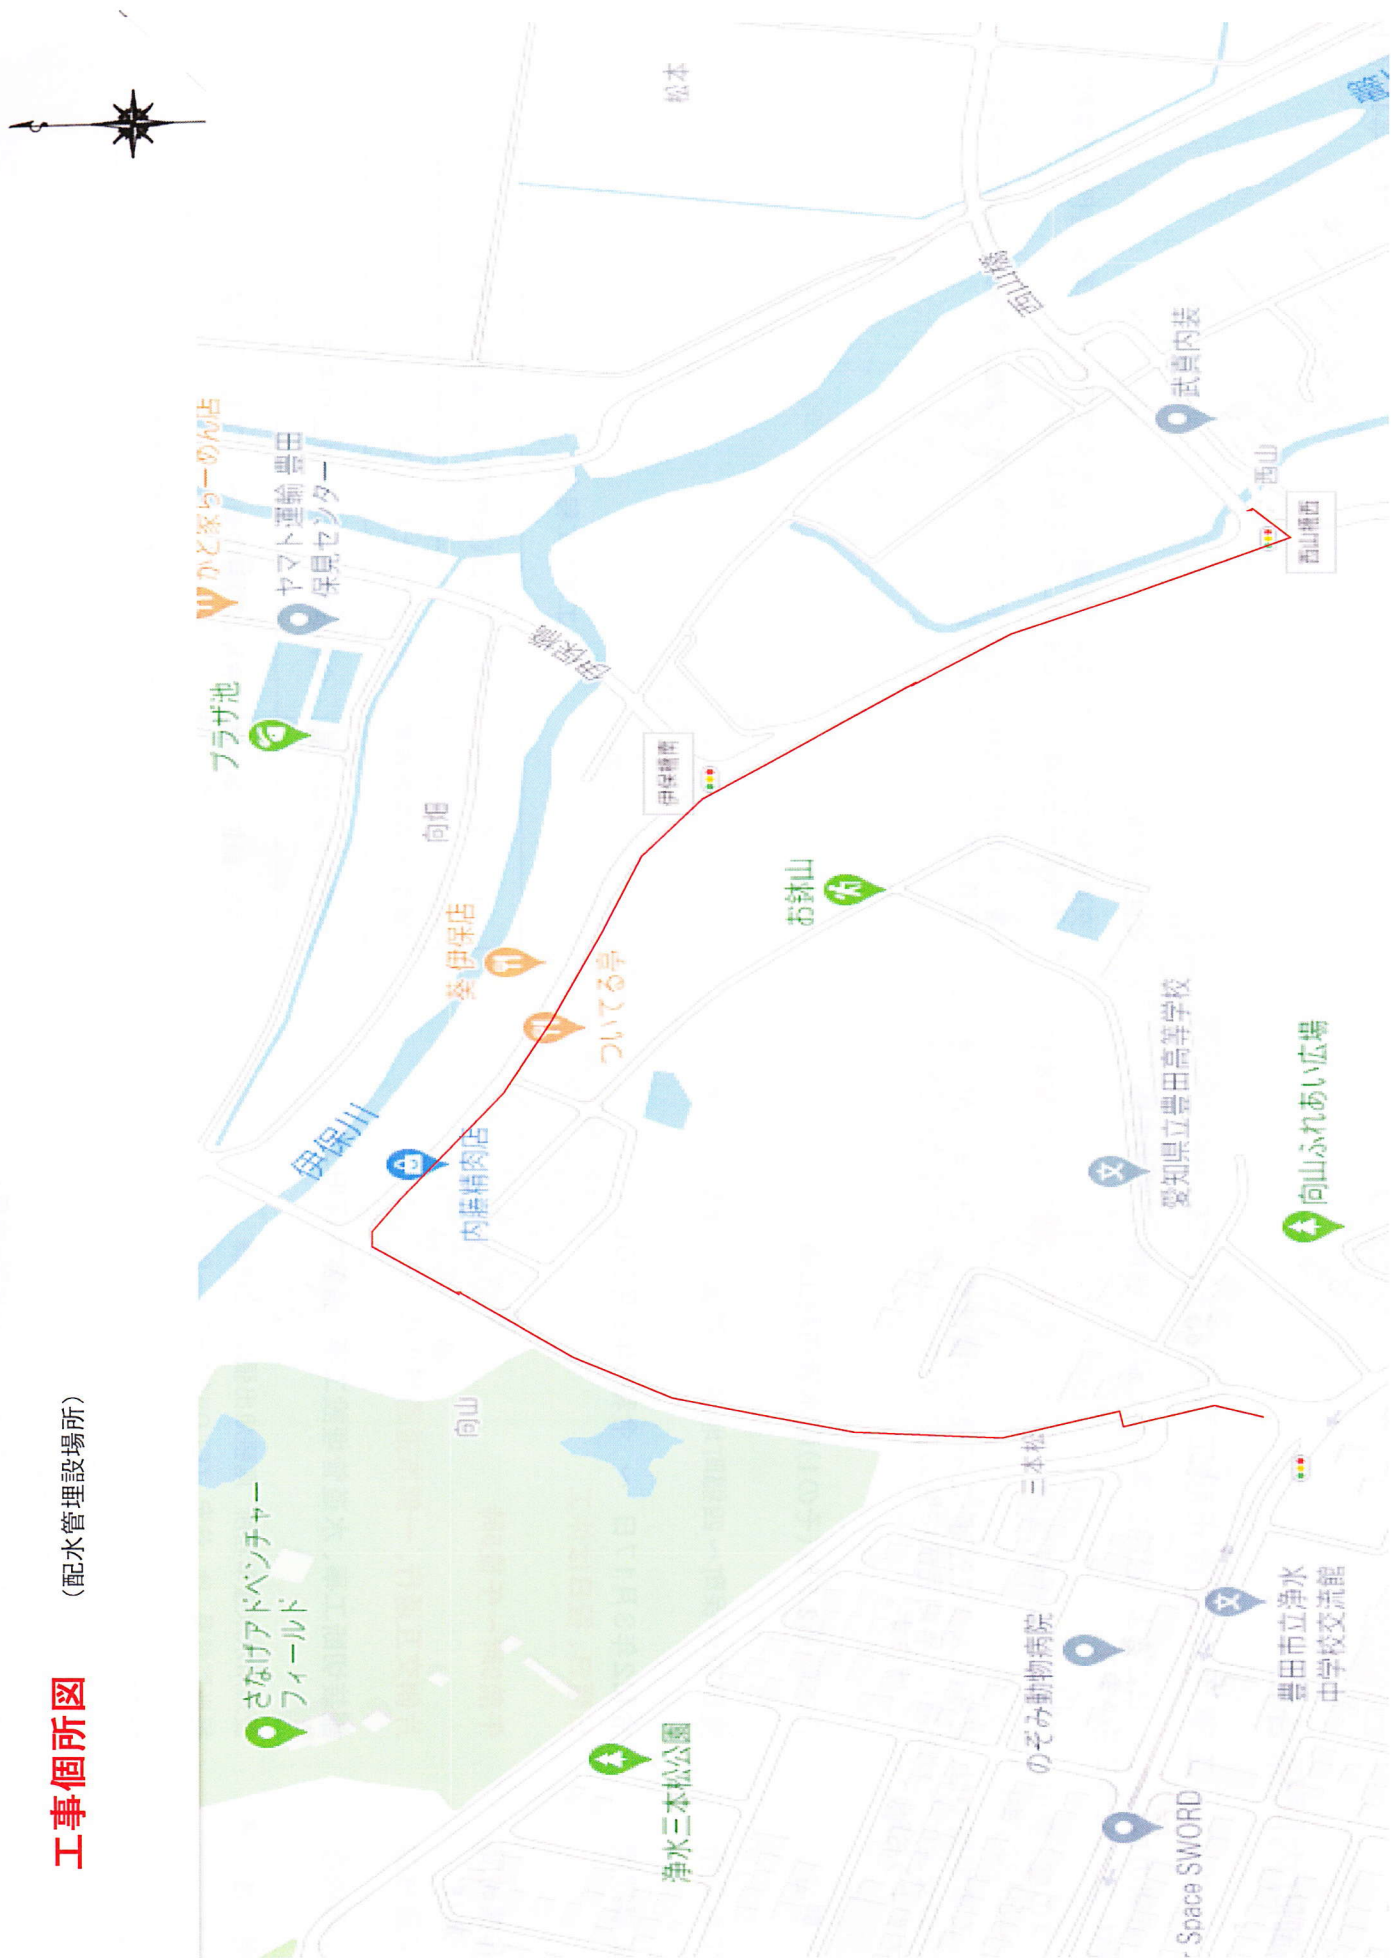 工事個所図
（配水管埋設場所）
さなげアドベンチャー
フィールド
プラザ池
かど家らーめん店
ヤマト運輸 豊田
保見センター
伊保川
向畑
葵 伊保店
伊保橋
松本
向山
内藤精肉店
ついてる亭
伊保橋南
浄水三本松公園
お鉢山
西山橋
三本松
のぞみ動物病院
愛知県立豊田高等学校
武真内装
西山
西山橋西
豊田市立浄水
中学校交流館
向山ふれあい広場
Space SWORD